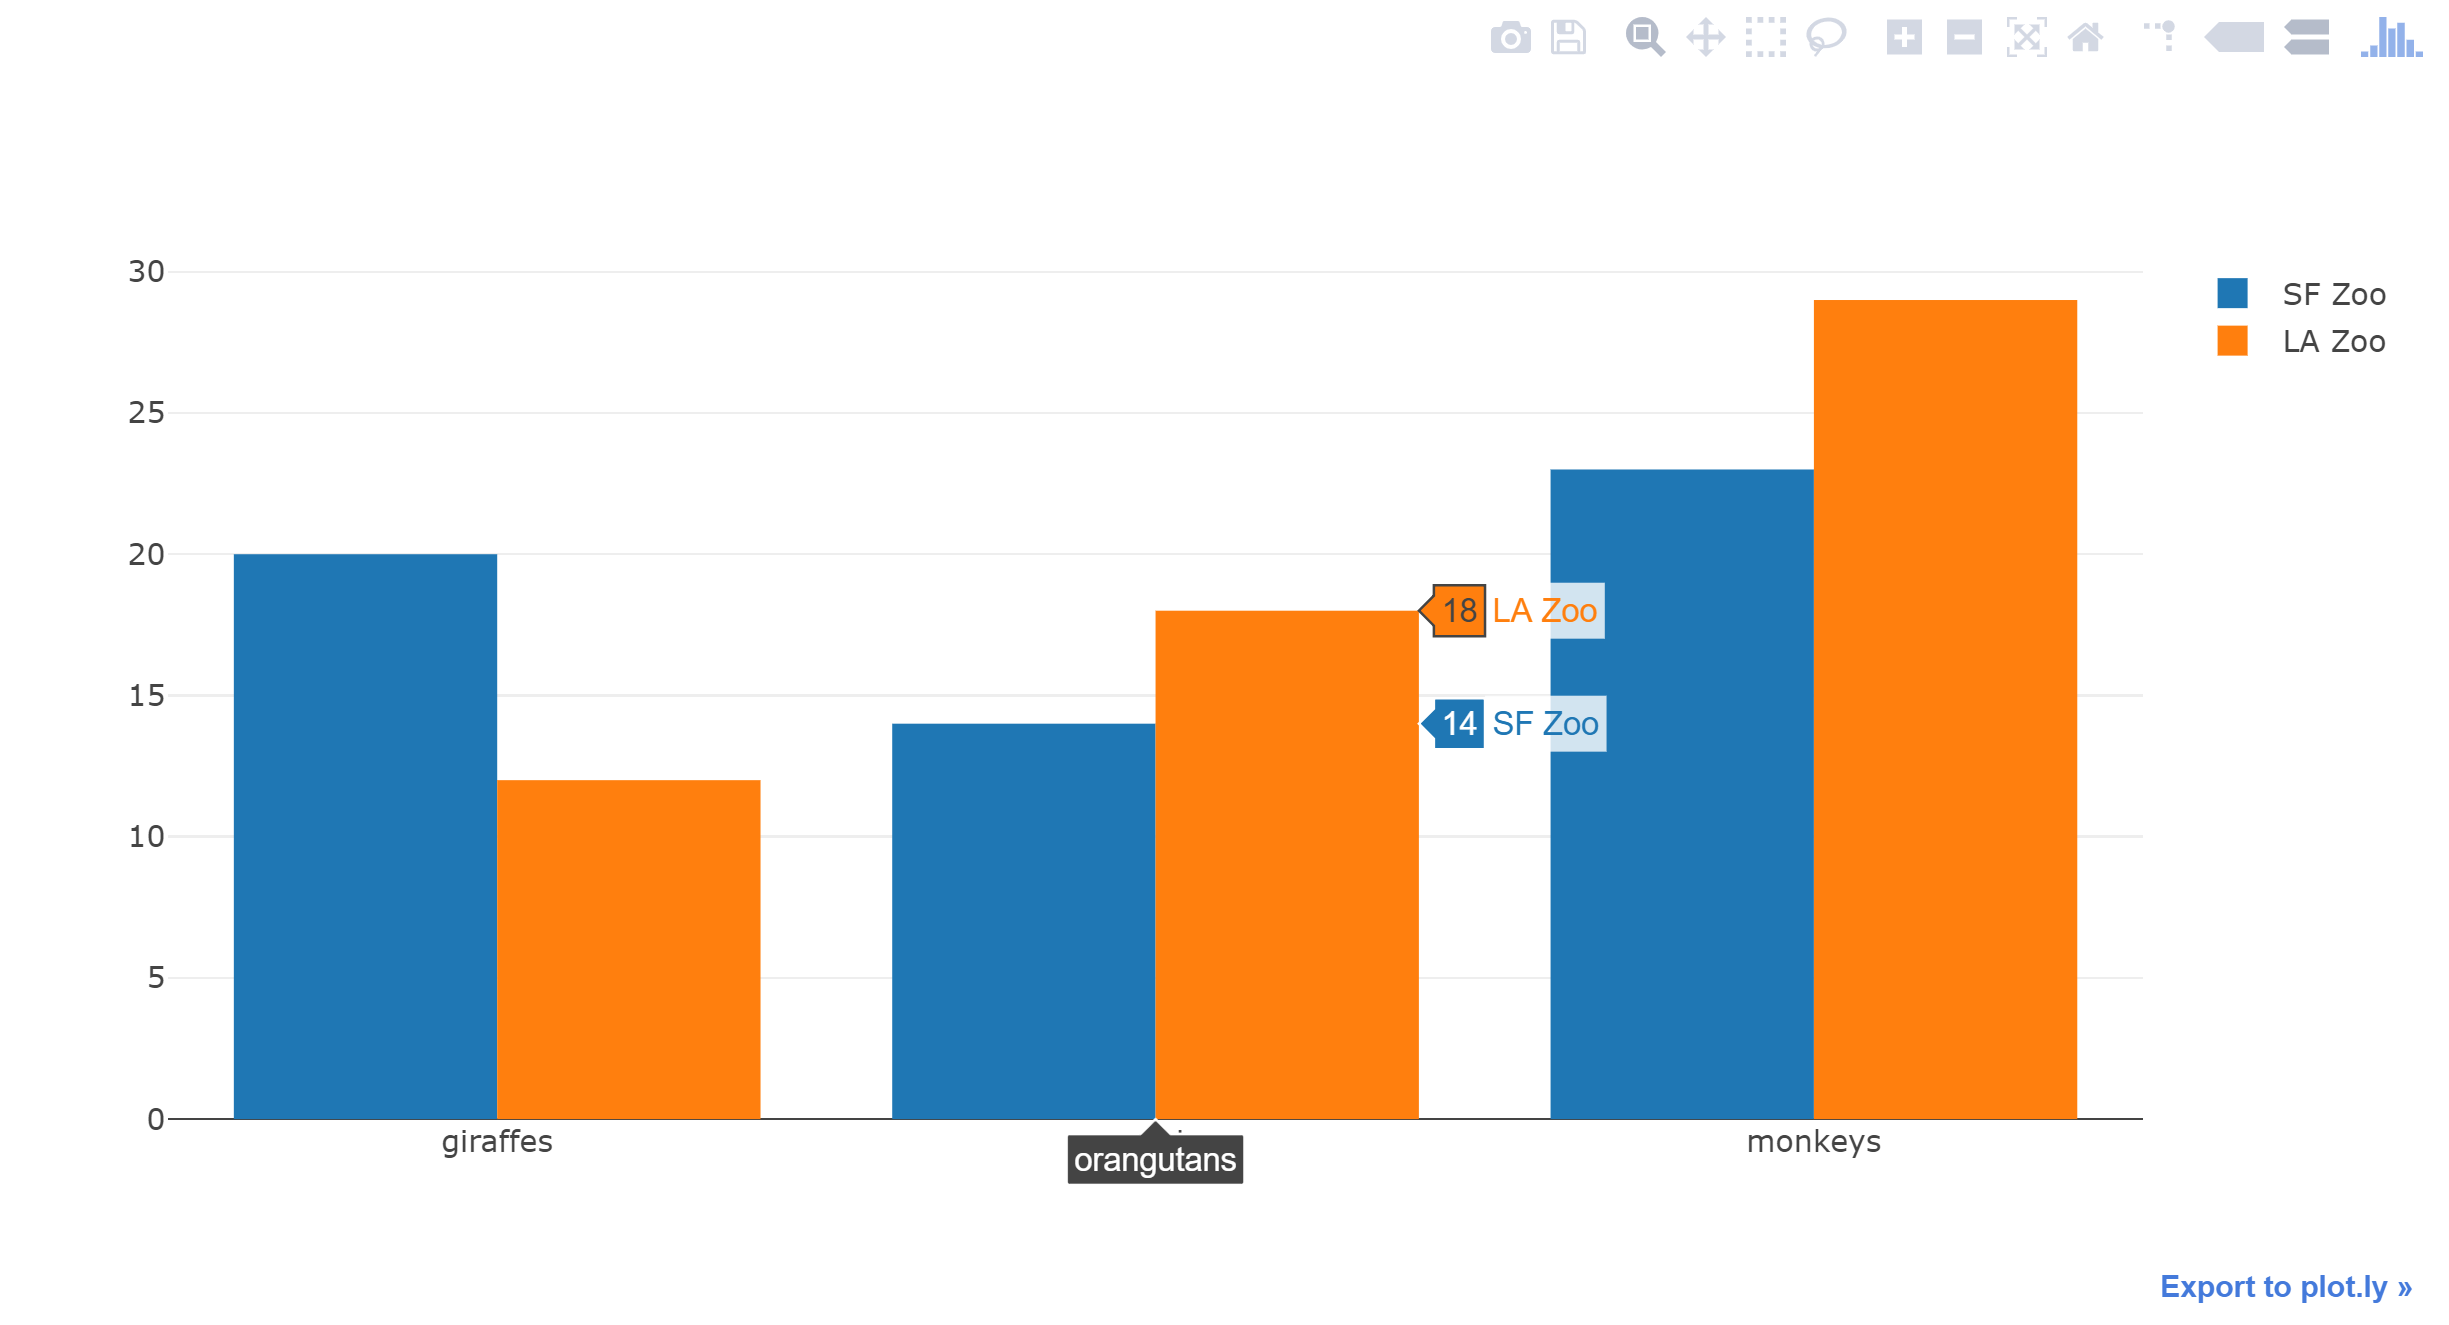 30
25
20
15
10
5
0
SF Zoo
LA Zoo
18 LA Zoo
14 SF Zoo
giraffes
orangutans
monkeys
Export to plot.ly »